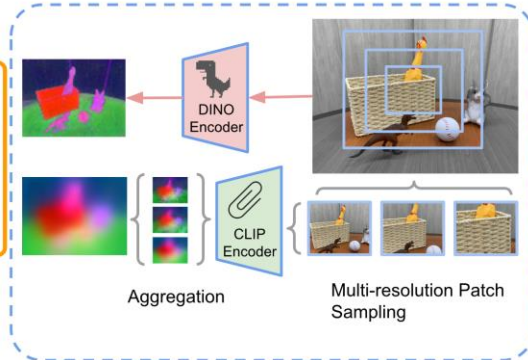 DINO
Encoder
CLIP
Encoder
Aggregation
Multi-resolution Patch
Sampling